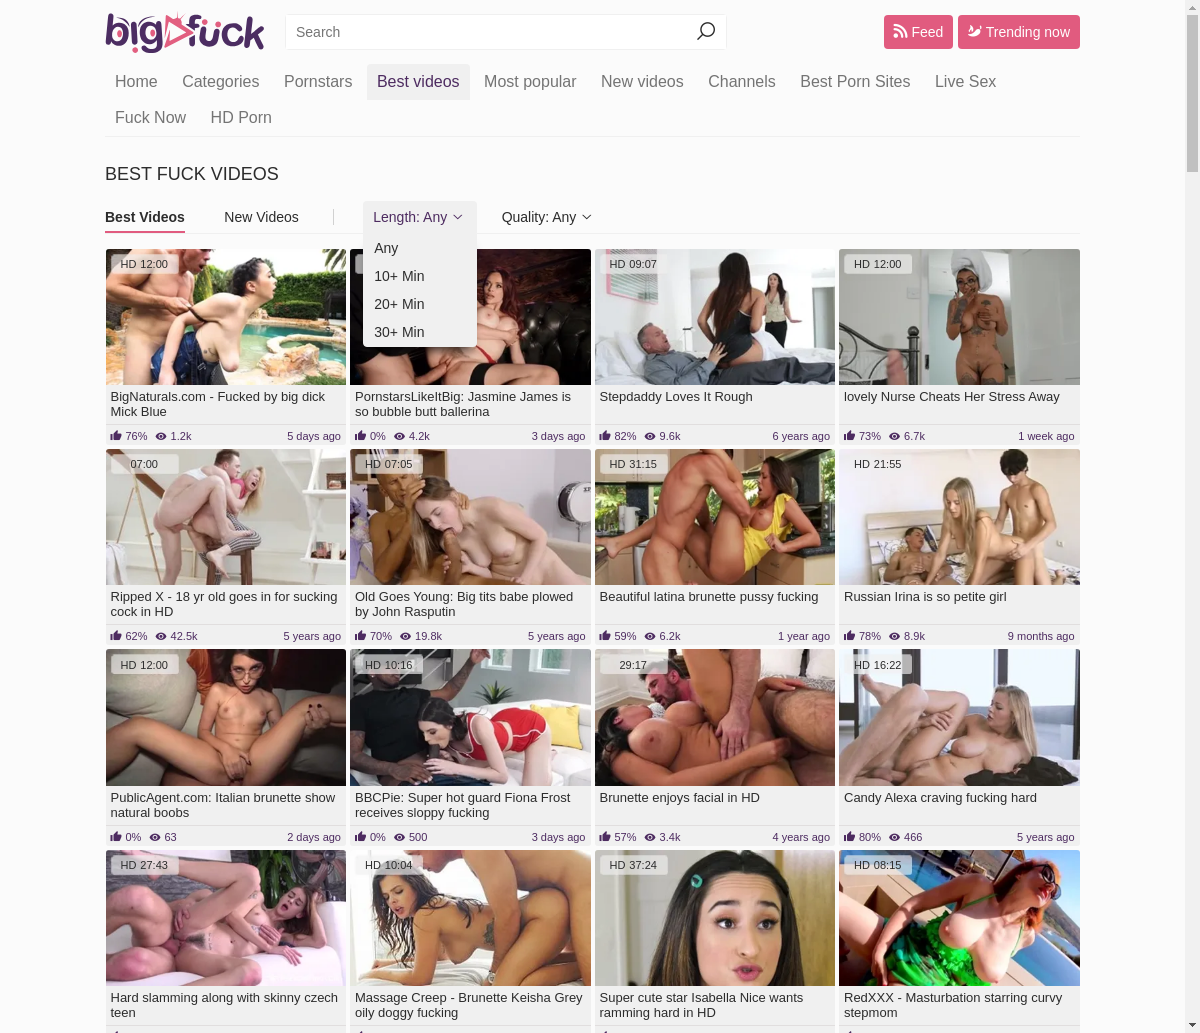 bigfuck
Search
Feed
Trending now
Home
Categories
Pornstars
Best videos
Most popular
New videos
Channels
Best Porn Sites
Live Sex
Fuck Now
HD Porn
BEST FUCK VIDEOS
Best Videos
New Videos
Length: Any
Quality: Any
Any
10+ Min
20+ Min
30+ Min
HD 12:00
HD 09:07
HD 12:00
BigNaturals.com - Fucked by big dick
Mick Blue
PornstarsLikeItBig: Jasmine James is
so bubble butt ballerina
Stepdaddy Loves It Rough
lovely Nurse Cheats Her Stress Away
76% 1.2k 5 days ago
0% 4.2k 3 days ago
82% 9.6k 6 years ago
73% 6.7k 1 week ago
07:00
HD 07:05
HD 31:15
HD 21:55
Ripped X - 18 yr old goes in for sucking
cock in HD
Old Goes Young: Big tits babe plowed
by John Rasputin
Beautiful latina brunette pussy fucking
Russian Irina is so petite girl
62% 42.5k 5 years ago
70% 19.8k 5 years ago
59% 6.2k 1 year ago
78% 8.9k 9 months ago
HD 12:00
HD 10:16
29:17
HD 16:22
PublicAgent.com: Italian brunette show
natural boobs
BBCPie: Super hot guard Fiona Frost
receives sloppy fucking
Brunette enjoys facial in HD
Candy Alexa craving fucking hard
0% 63 2 days ago
0% 500 3 days ago
57% 3.4k 4 years ago
80% 466 5 years ago
HD 27:43
HD 10:04
HD 37:24
HD 08:15
Hard slamming along with skinny czech
teen
Massage Creep - Brunette Keisha Grey
oily doggy fucking
Super cute star Isabella Nice wants
ramming hard in HD
RedXXX - Masturbation starring curvy
stepmom